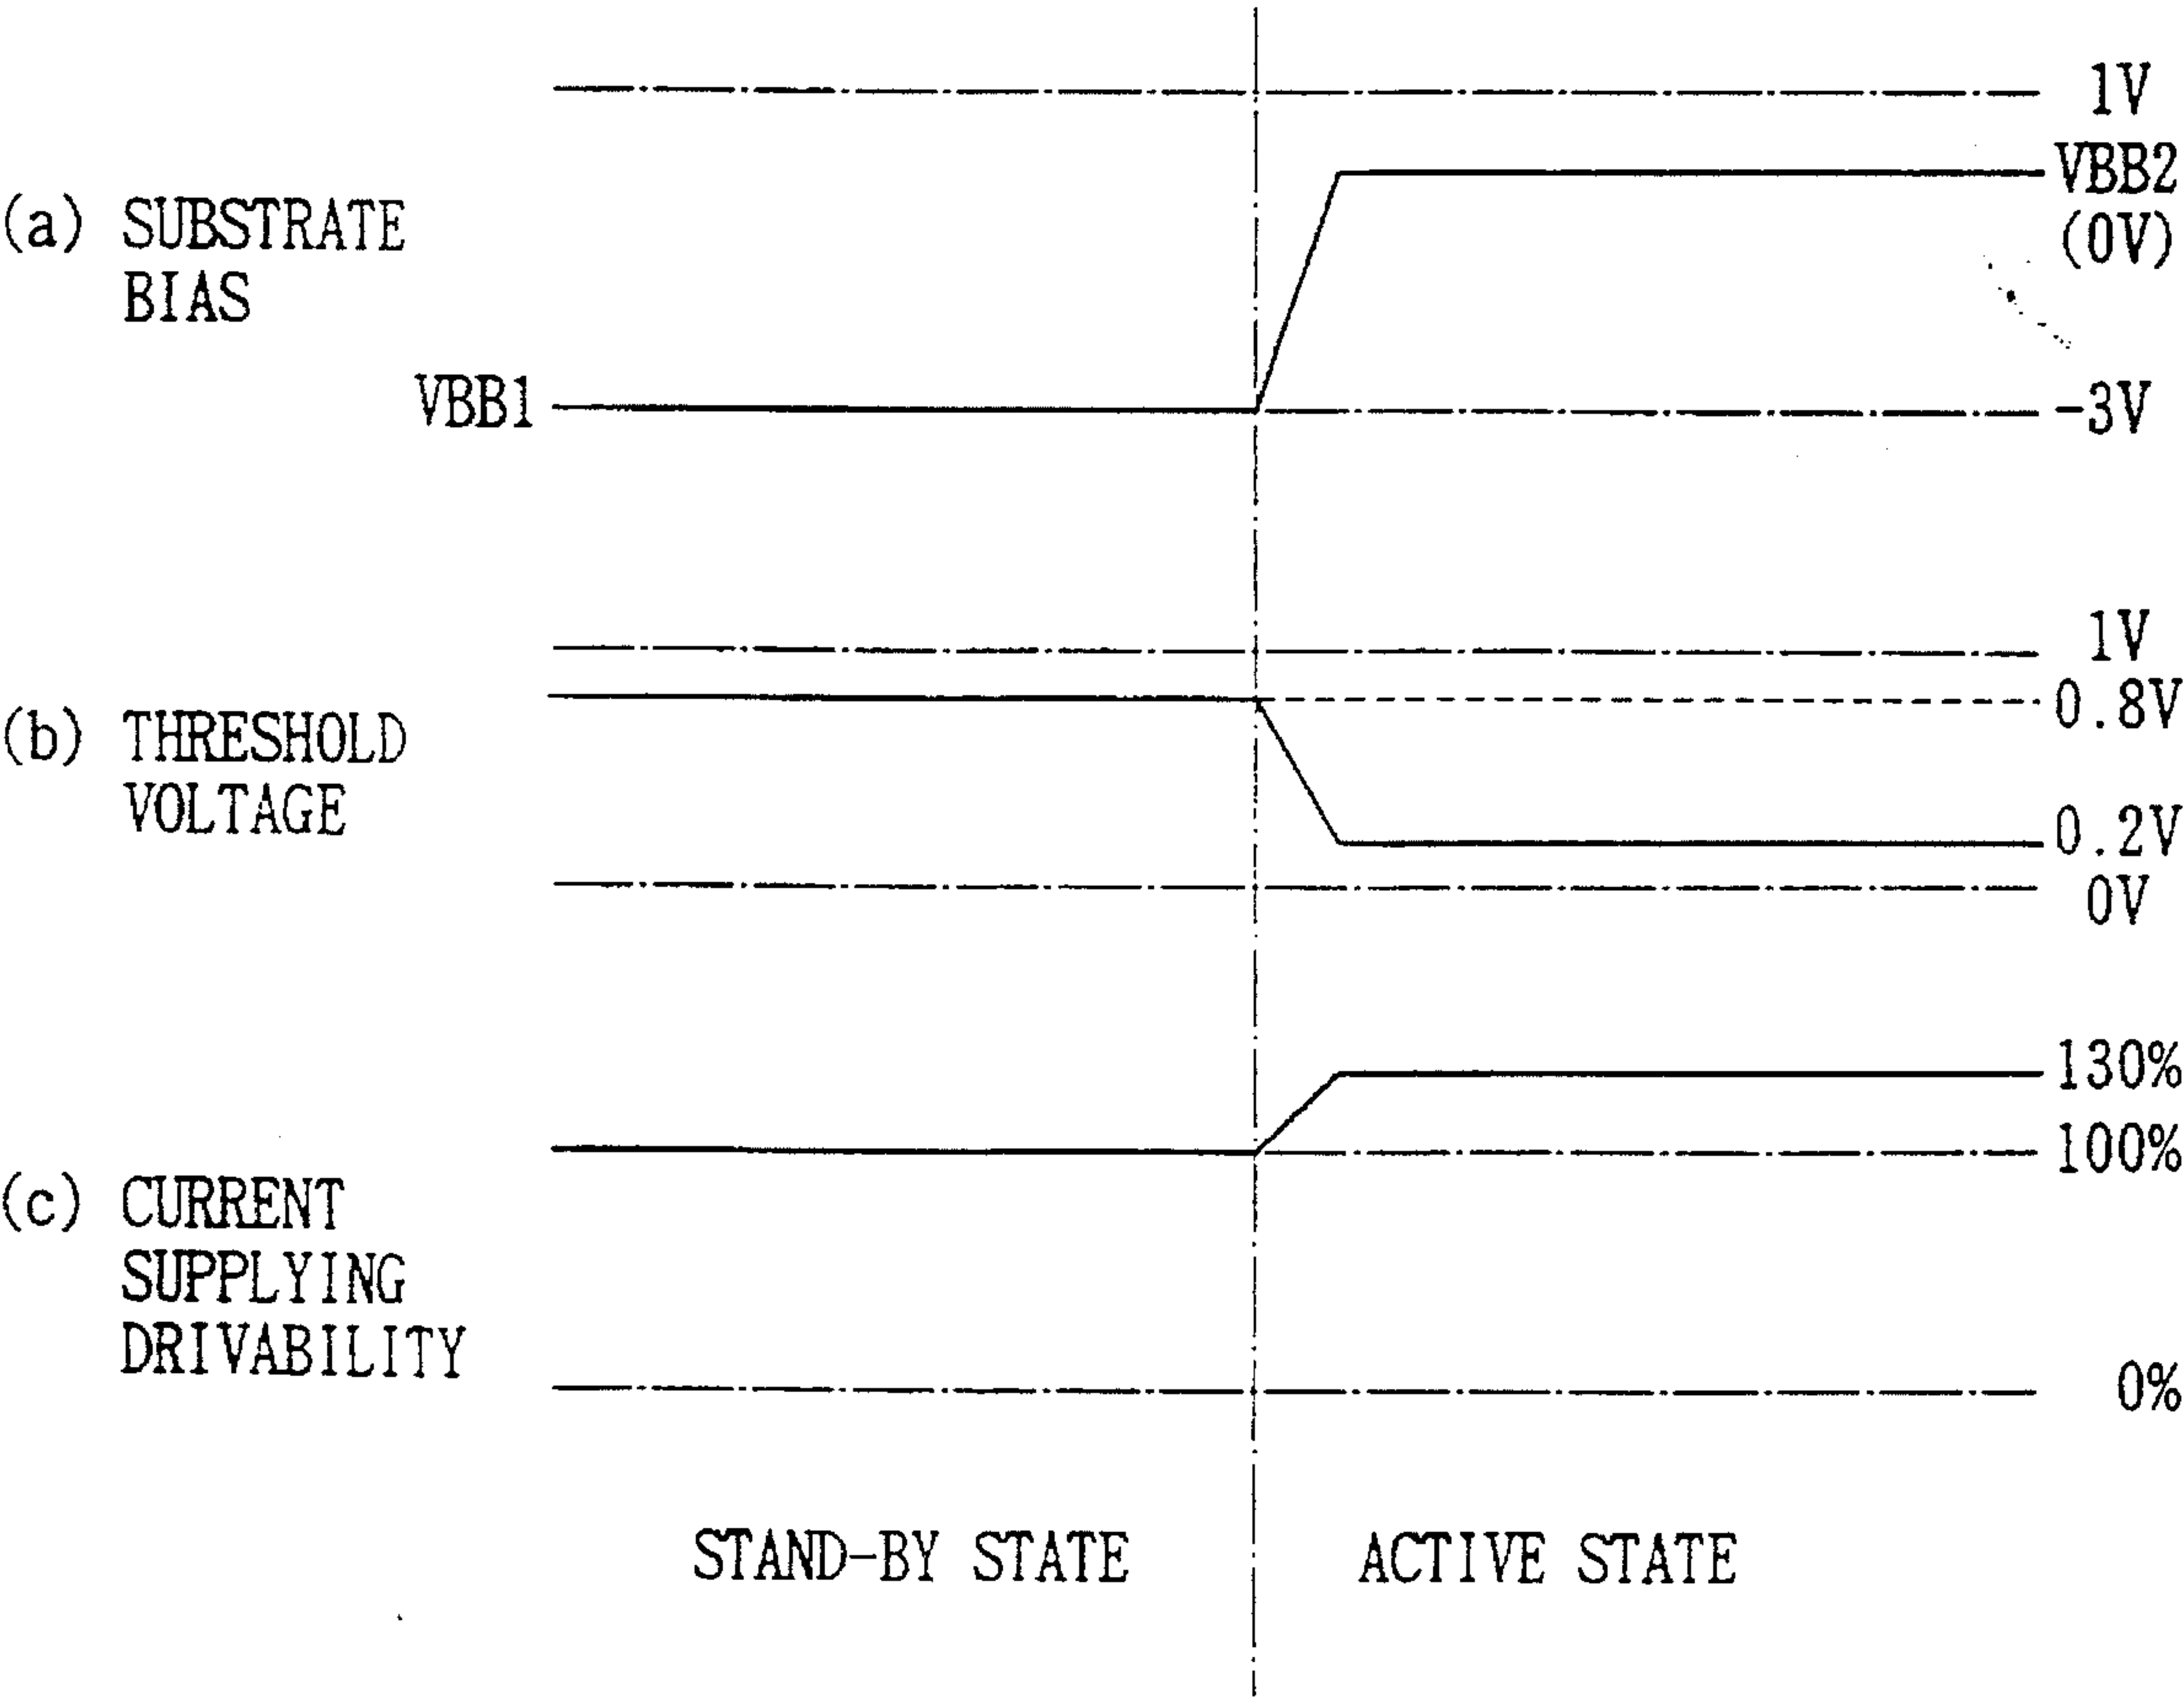 1V
VBB2
(a) SUBSTRATE
(0V)
BIAS
VBB1
-3V
1V
0.8V
(b) THRESHOLD
VOLTAGE
0.2V
0V
130%
100%
(c) CURRENT
SUPPLYING
DRIVABILITY
0%
STAND-BY STATE
ACTIVE STATE